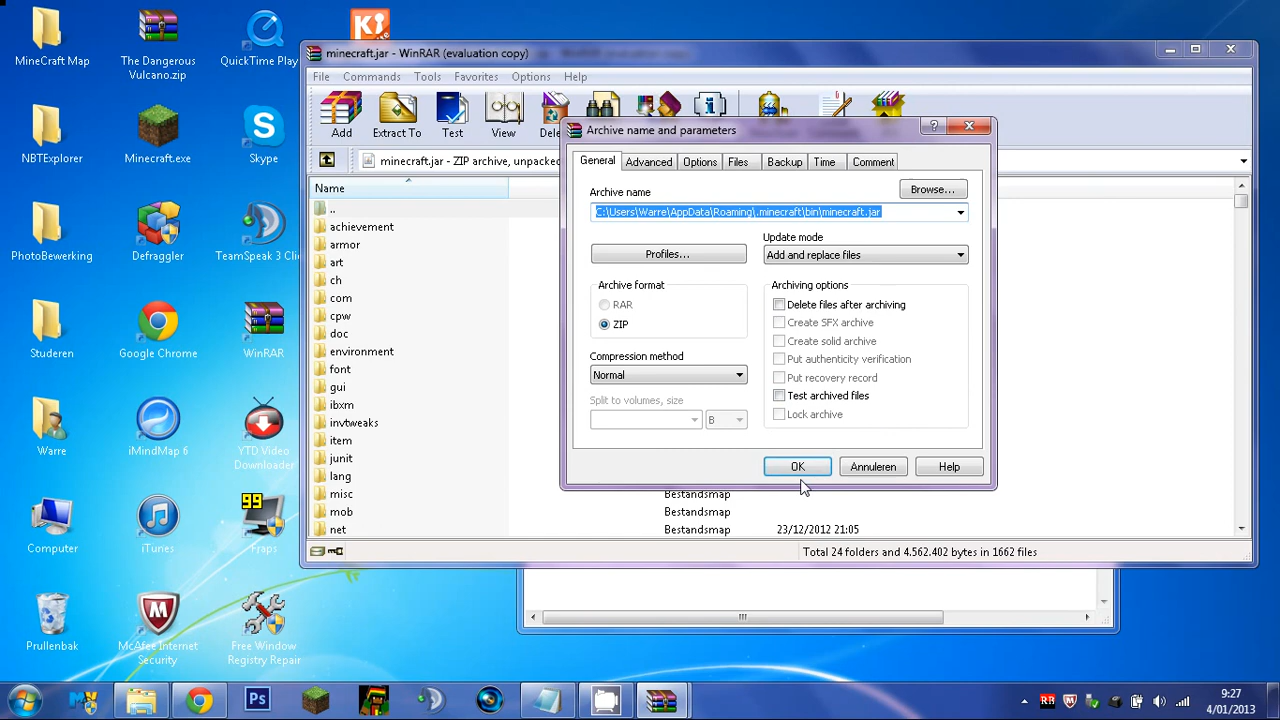 MineCraft Map
The Dangerous
Vulcano.zip
QuickTime Play
NBTExplorer
Minecraft.exe
Skype
PhotoBewerking
Defraggler
TeamSpeak 3 Cli
Studeren
Google Chrome
WinRAR
Warre
iMindMap 6
YTD Video
Downloader
Computer
iTunes
99
Fraps
Prullenbak
McAfee Internet
Security
Free Window
Registry Repair
minecraft.jar - WinRAR (evaluation copy)
File Commands Tools Favorites Options Help
Add Extract To Test View Dele
minecraft.jar - ZIP archive, unpacked
Name
..
achievement
armor
art
ch
com
cpw
doc
environment
font
gui
ibxm
invtweaks
item
junit
lang
misc Bestandsmap
mob Bestandsmap
net Bestandsmap 23/12/2012 21:05
Total 24 folders and 4.562.402 bytes in 1662 files
Archive name and parameters
General Advanced Options Files Backup Time Comment
Archive name
Browse...
C:\Users\Warre\AppData\Roaming\.minecraft\bin\minecraft.jar
Update mode
Profiles...
Add and replace files
Archive format
RAR
ZIP
Compression method
Normal
Split to volumes, size
B
Archiving options
Delete files after archiving
Create SFX archive
Create solid archive
Put authenticity verification
Put recovery record
Test archived files
Lock archive
OK Annuleren Help
Ps
9:27
4/01/2013